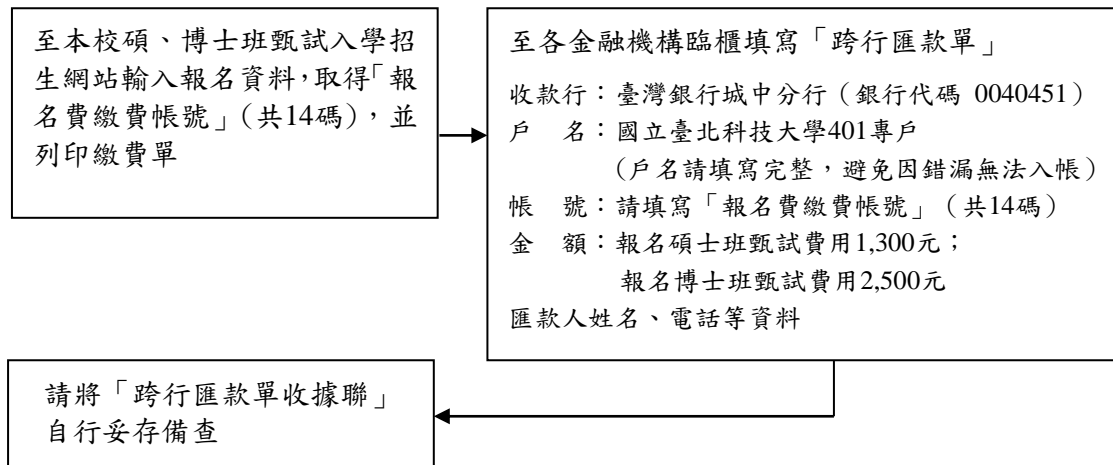 至本校碩、博士班甄試入學招
生網站輸入報名資料，取得「報
名費繳費帳號」（共14碼），並
列印繳費單
至各金融機構臨櫃填寫「跨行匯款單」
收款行：臺灣銀行城中分行（銀行代碼 0040451）
戶　名：國立臺北科技大學401專戶
（戶名請填寫完整，避免因錯漏無法入帳）
帳　號：請填寫「報名費繳費帳號」（共14碼）
金　額：報名碩士班甄試費用1,300元；
報名博士班甄試費用2,500元
匯款人姓名、電話等資料
請將「跨行匯款單收據聯」
自行妥存備查